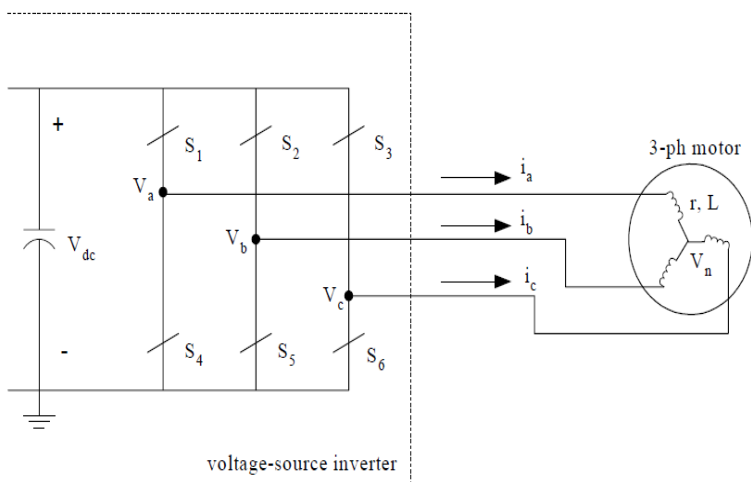 +
S1
S2
S3
3-ph motor
ia
Va
r, L
ib
Vb
Vdc
Vn
ic
Vc
-
S4
S5
S6
voltage-source inverter